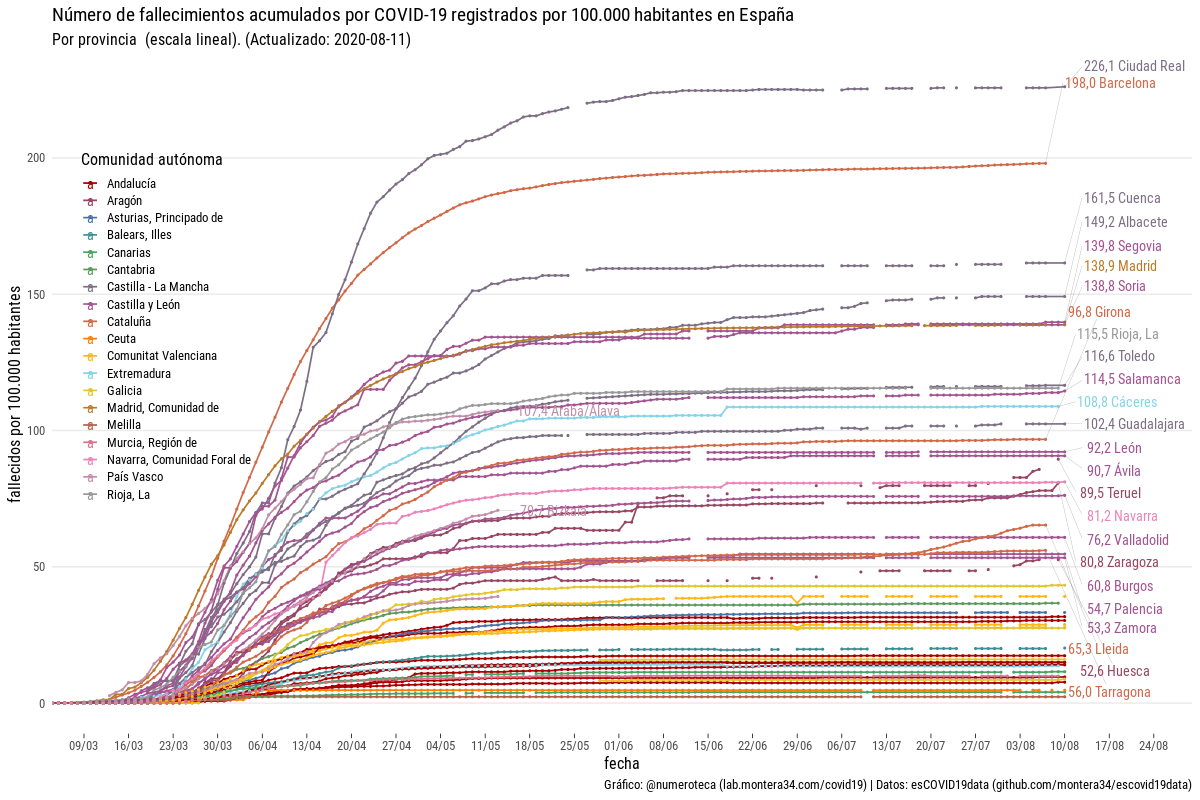 Número de fallecimientos acumulados por COVID-19 registrados por 100.000 habitantes en España
Por provincia (escala lineal). (Actualizado: 2020-08-11)
fallecidos por 100.000 habitantes
200
150
100
50
0
Comunidad autónoma
Andalucía
Aragón
Asturias, Principado de
Balears, Illes
Canarias
Cantabria
Castilla - La Mancha
Castilla y León
Cataluña
Ceuta
Comunitat Valenciana
Extremadura
Galicia
Madrid, Comunidad de
Melilla
Murcia, Región de
Navarra, Comunidad Foral de
País Vasco
Rioja, La
107,4 Araba/Álava
226,1 Ciudad Real
198,0 Barcelona
161,5 Cuenca
149,2 Albacete
139,8 Segovia
138,9 Madrid
138,8 Soria
96,8 Girona
115,5 Rioja, La
116,6 Toledo
114,5 Salamanca
108,8 Cáceres
102,4 Guadalajara
92,2 León
90,7 Ávila
89,5 Teruel
81,2 Navarra
76,2 Valladolid
80,8 Zaragoza
60,8 Burgos
54,7 Palencia
53,3 Zamora
65,3 Lleida
52,6 Huesca
56,0 Tarragona
09/03 16/03 23/03 30/03 06/04 13/04 20/04 27/04 04/05 11/05 18/05 25/05 01/06 08/06 15/06 22/06 29/06 06/07 13/07 20/07 27/07 03/08 10/08 17/08 24/08
fecha
Gráfico: @numeroteca (lab.montera34.com/covid19) | Datos: esCOVID19data (github.com/montera34/escovid19data)